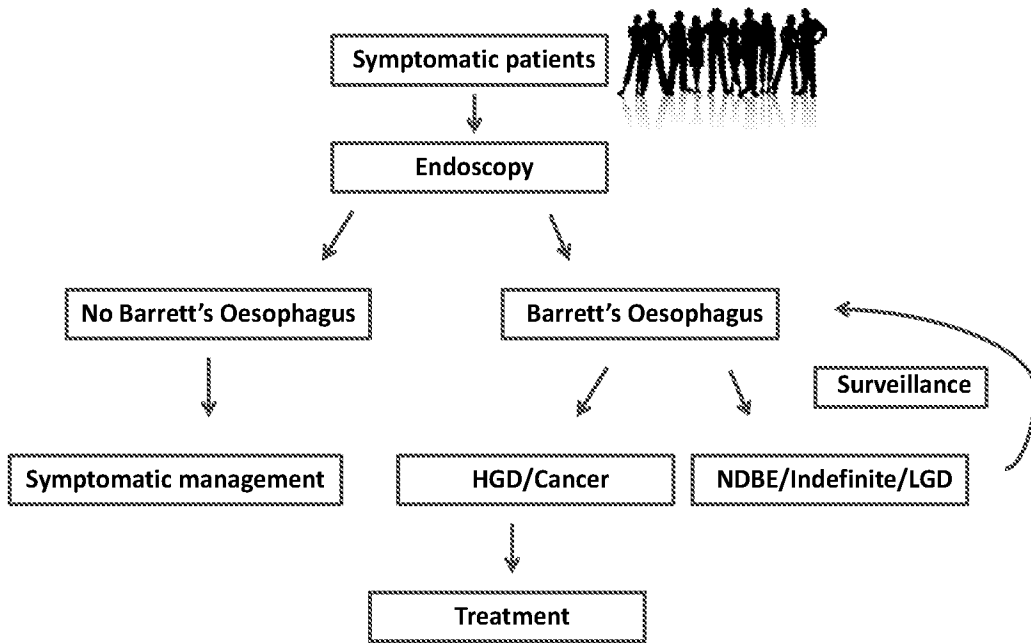 Symptomatic patients
Endoscopy
No Barrett's Oesophagus
Barrett's Oesophagus
Surveillance
Symptomatic management
HGD/Cancer
NDBE/Indefinite/LGD
Treatment